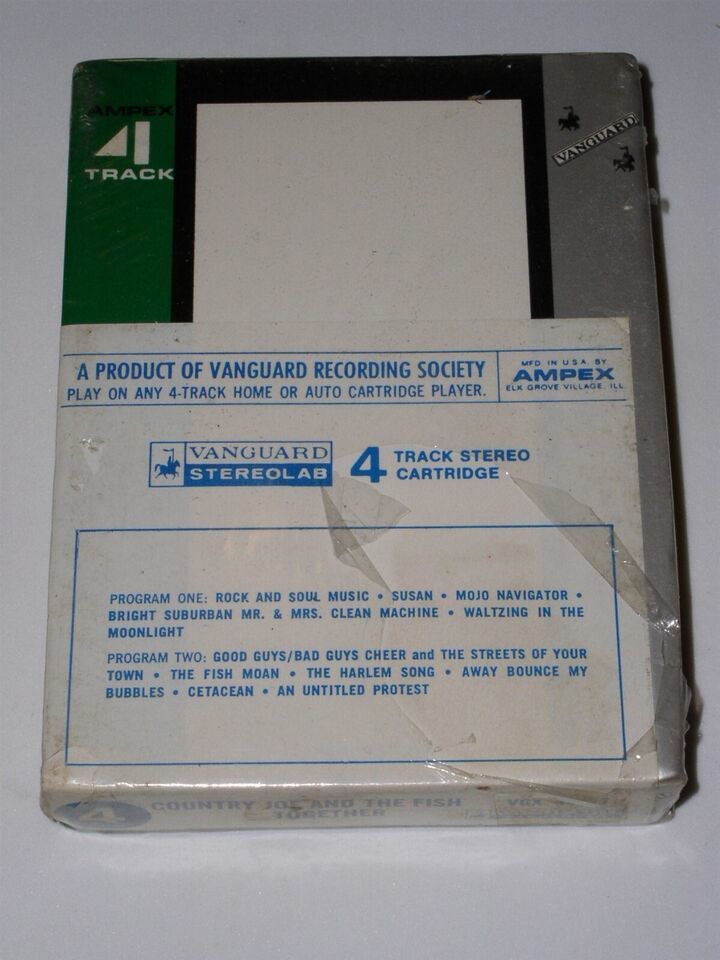 AMPEX
4
TRACK
VANGUARD
A PRODUCT OF VANGUARD RECORDING SOCIETY
PLAY ON ANY 4-TRACK HOME OR AUTO CARTRIDGE PLAYER.
MFD IN U.S.A. BY
AMPEX
ELK GROVE VILLAGE, ILL.
VANGUARD
STEREOLAB
4 TRACK STEREO
CARTRIDGE
PROGRAM ONE: ROCK AND SOUL MUSIC • SUSAN • MOJO NAVIGATOR •
BRIGHT SUBURBAN MR. & MRS. CLEAN MACHINE • WALTZING IN THE
MOONLIGHT
PROGRAM TWO: GOOD GUYS/BAD GUYS CHEER and THE STREETS OF YOUR
TOWN • THE FISH MOAN • THE HARLEM SONG • AWAY BOUNCE MY
BUBBLES • CETACEAN • AN UNTITLED PROTEST
4 COUNTRY JOE AND THE FISH
TOGETHER
VGX